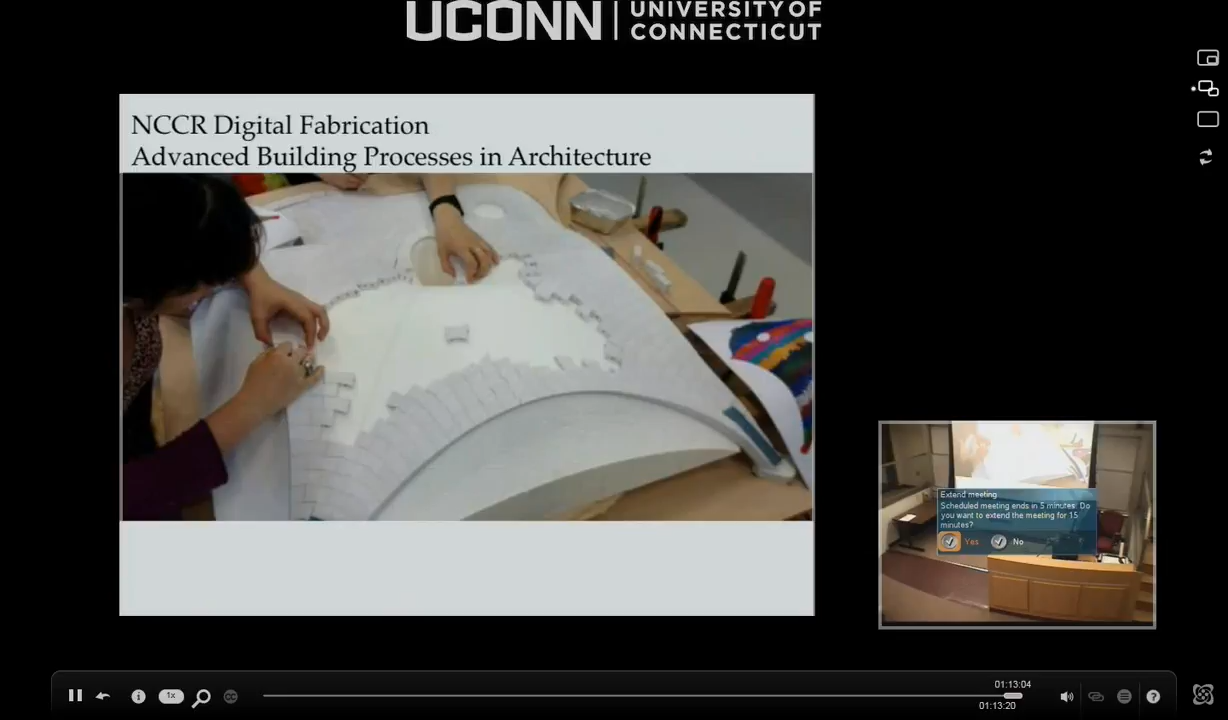 UCONN
UNIVERSITY OF
CONNECTICUT
NCCR Digital Fabrication
Advanced Building Processes in Architecture
Extend meeting
Scheduled meeting ends in 5 minutes. Do
you want to extend the meeting for 15
minutes?
Yes No
01:13:04
1x
01:13:20